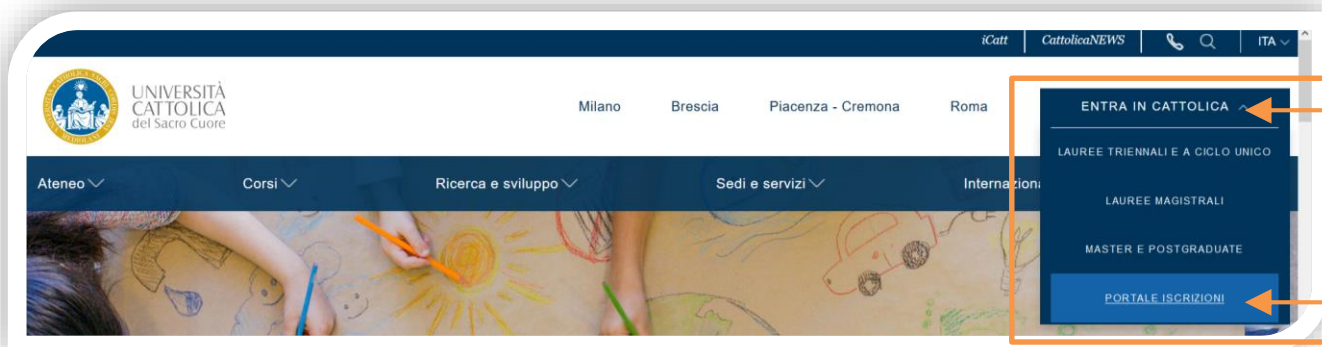 iCatt CattolicaNEWS ITA
UNIVERSITÀ
CATTOLICA
del Sacro Cuore
Milano Brescia Piacenza - Cremona Roma
ENTRA IN CATTOLICA
LAUREE TRIENNALI E A CICLO UNICO
LAUREE MAGISTRALI
MASTER E POSTGRADUATE
PORTALE ISCRIZIONI
Ateneo Corsi Ricerca e sviluppo Sedi e servizi Internaziona